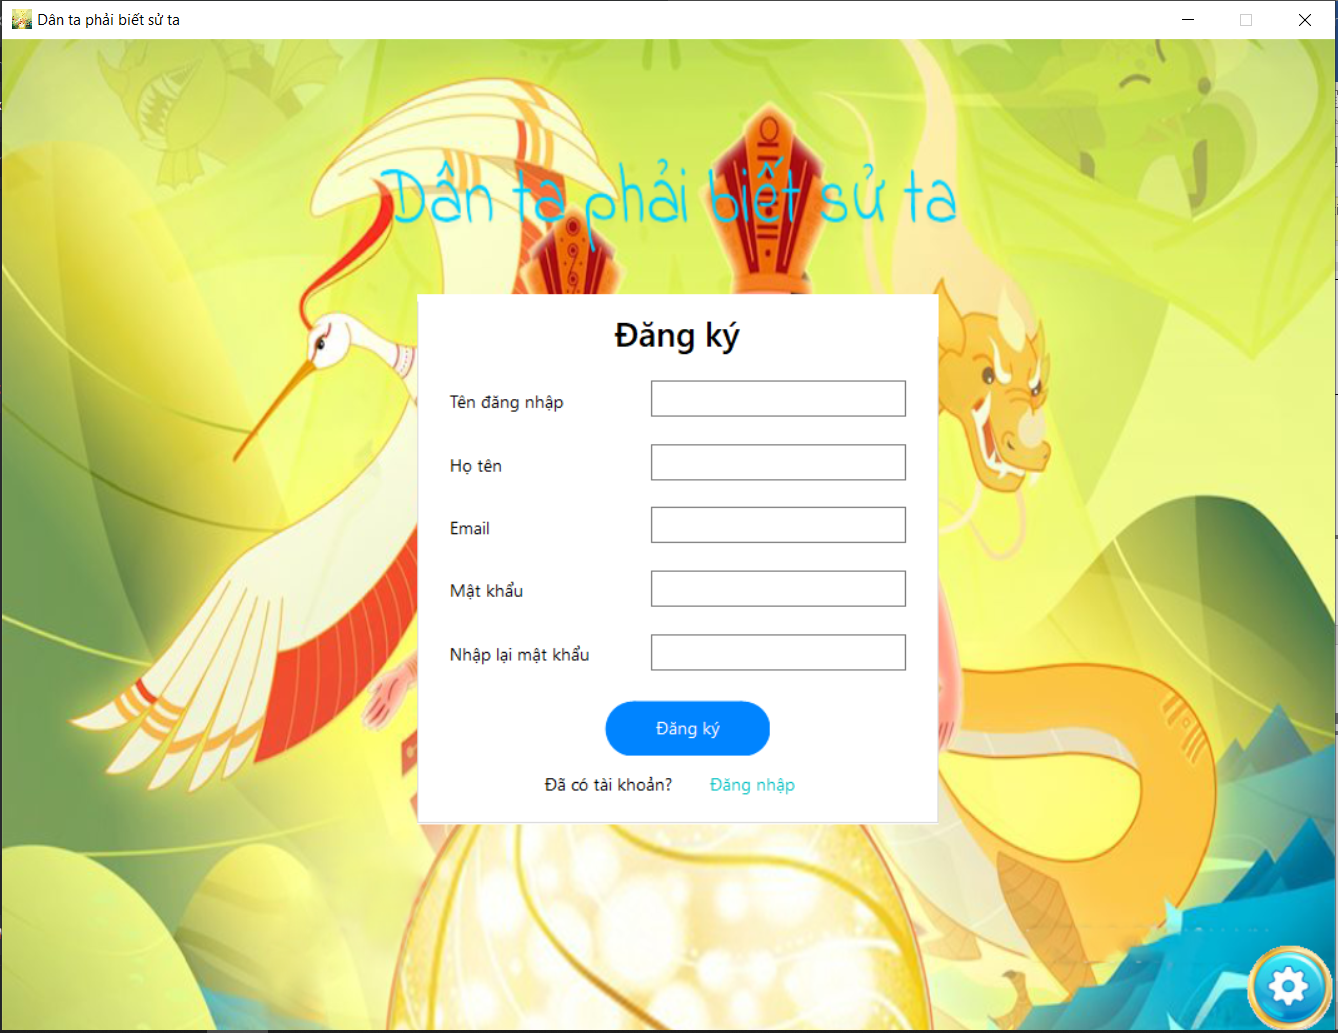 Dân ta phải biết sử ta
Dân ta phải biết sử ta
Đăng ký
Tên đăng nhập
Họ tên
Email
Mật khẩu
Nhập lại mật khẩu
Đăng ký
Đã có tài khoản? Đăng nhập